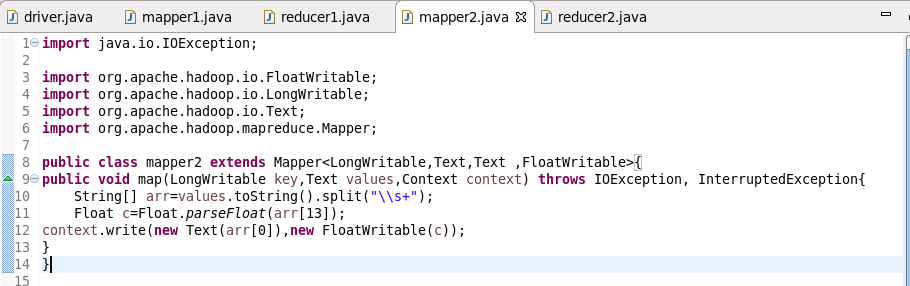 driver.java mapper1.java reducer1.java mapper2.java reducer2.java
1 import java.io.IOException;
2
3 import org.apache.hadoop.io.FloatWritable;
4 import org.apache.hadoop.io.LongWritable;
5 import org.apache.hadoop.io.Text;
6 import org.apache.hadoop.mapreduce.Mapper;
7
8 public class mapper2 extends Mapper<LongWritable,Text,Text ,FloatWritable>{
9 public void map(LongWritable key,Text values,Context context) throws IOException, InterruptedException{
10     String[] arr=values.toString().split("\\s+");
11     Float c=Float.parseFloat(arr[13]);
12 context.write(new Text(arr[0]),new FloatWritable(c));
13 }
14 }
15